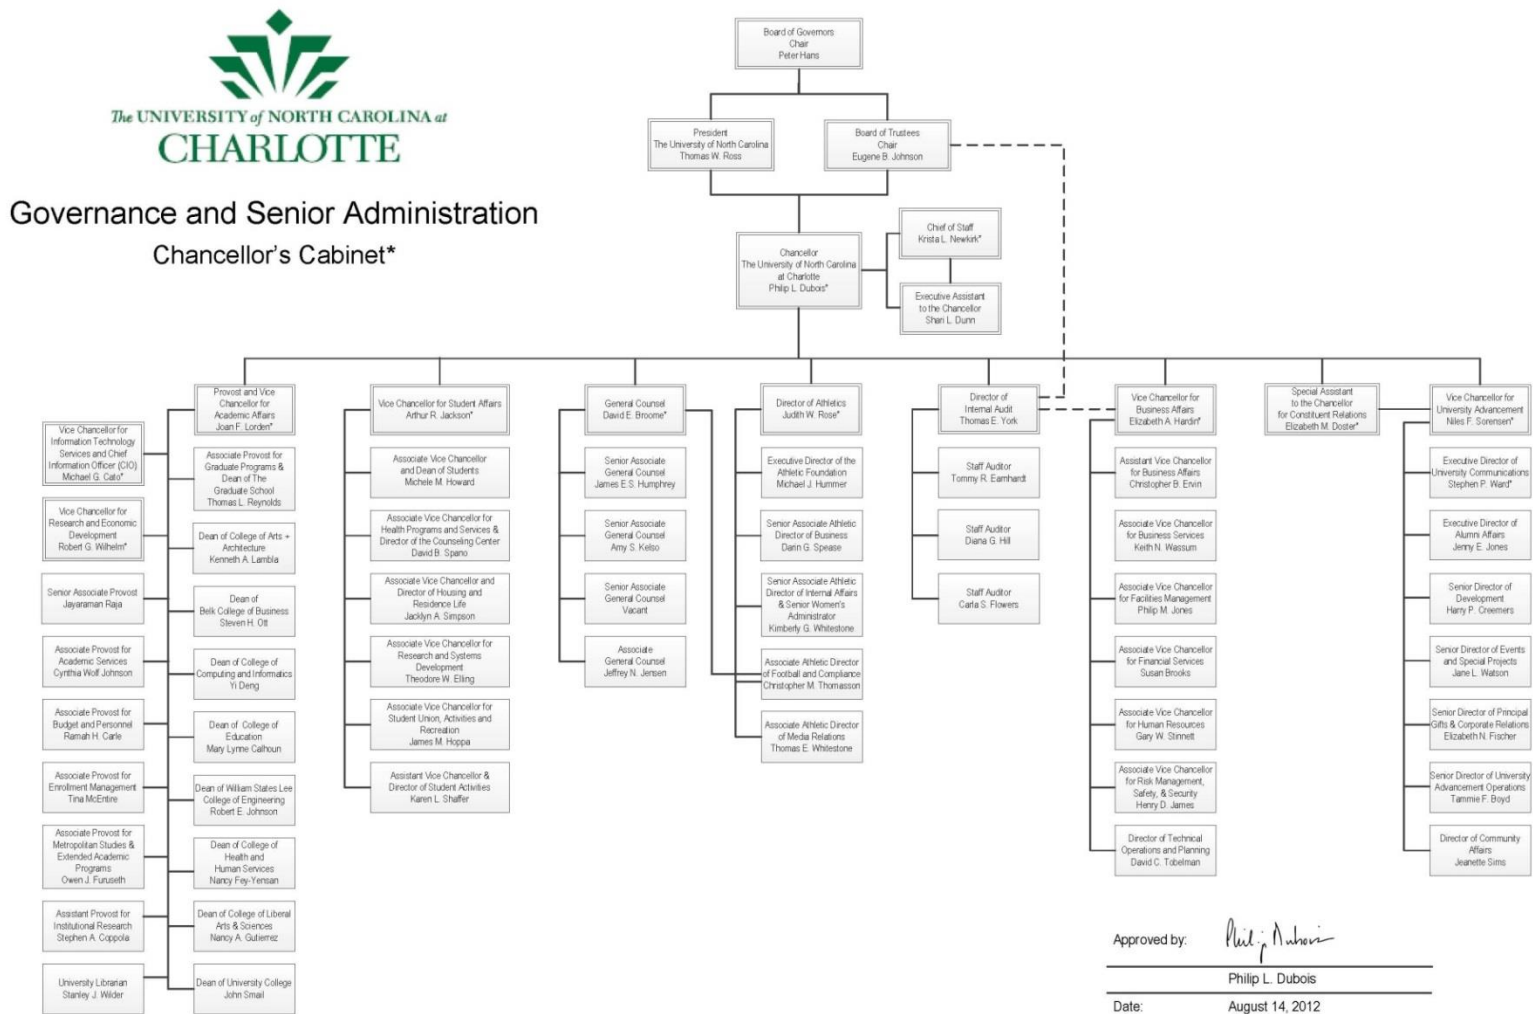 The UNIVERSITY of NORTH CAROLINA at
CHARLOTTE
Governance and Senior Administration
Chancellor's Cabinet*
Board of Governors
Chair
Peter Hans
President
The University of North Carolina
Thomas W. Ross
Board of Trustees
Chair
Eugene B. Johnson
Chancellor
The University of North Carolina
at Charlotte
Philip L. Dubois*
Chief of Staff
Krista L. Newkirk*
Executive Assistant
to the Chancellor
Shari L. Dunn
Provost and Vice
Chancellor for
Academic Affairs
Joan F. Lorden*
Vice Chancellor for
Information Technology
Services and Chief
Information Officer (CIO)
Michael G. Cato*
Vice Chancellor for
Research and Economic
Development
Robert G. Wilhelm*
Senior Associate Provost
Jayaraman Raja
Associate Provost for
Academic Services
Cynthia Wolf Johnson
Associate Provost for
Budget and Personnel
Ramah H. Carle
Associate Provost for
Enrollment Management
Tina McEntire
Associate Provost for
Metropolitan Studies &
Extended Academic
Programs
Owen J. Furuseth
Assistant Provost for
Institutional Research
Stephen A. Coppola
University Librarian
Stanley J. Wilder
Associate Provost for
Graduate Programs &
Dean of The
Graduate School
Thomas L. Reynolds
Dean of College of Arts +
Architecture
Kenneth A. Lambla
Dean of
Belk College of Business
Steven H. Ott
Dean of College of
Computing and Informatics
Yi Deng
Dean of College of
Education
Mary Lynne Calhoun
Dean of William States Lee
College of Engineering
Robert E. Johnson
Dean of College of
Health and
Human Services
Nancy Fey-Yensan
Dean of College of Liberal
Arts & Sciences
Nancy A. Gutierrez
Dean of University College
John Smail
Vice Chancellor for Student Affairs
Arthur R. Jackson*
Associate Vice Chancellor
and Dean of Students
Michele M. Howard
Associate Vice Chancellor for
Health Programs and Services &
Director of the Counseling Center
David B. Spano
Associate Vice Chancellor and
Director of Housing and
Residence Life
Jacklyn A. Simpson
Associate Vice Chancellor for
Research and Systems
Development
Theodore W. Elling
Associate Vice Chancellor for
Student Union, Activities and
Recreation
James M. Hoppa
Assistant Vice Chancellor &
Director of Student Activities
Karen L. Shaffer
General Counsel
David E. Broome*
Senior Associate
General Counsel
James E.S. Humphrey
Senior Associate
General Counsel
Amy S. Kelso
Senior Associate
General Counsel
Vacant
Associate
General Counsel
Jeffrey N. Jensen
Director of Athletics
Judith W. Rose*
Executive Director of the
Athletic Foundation
Michael J. Hummer
Senior Associate Athletic
Director of Business
Darin G. Spease
Senior Associate Athletic
Director of Internal Affairs
& Senior Women's
Administrator
Kimberly G. Whitestone
Associate Athletic Director
of Football and Compliance
Christopher M. Thomasson
Associate Athletic Director
of Media Relations
Thomas E. Whitestone
Director of
Internal Audit
Thomas E. York
Staff Auditor
Tommy R. Earnhardt
Staff Auditor
Diana G. Hill
Staff Auditor
Carla S. Flowers
Vice Chancellor for
Business Affairs
Elizabeth A. Hardin*
Assistant Vice Chancellor
for Business Affairs
Christopher B. Ervin
Associate Vice Chancellor
for Business Services
Keith N. Wassum
Associate Vice Chancellor
for Facilities Management
Philip M. Jones
Associate Vice Chancellor
for Financial Services
Susan Brooks
Associate Vice Chancellor
for Human Resources
Gary W. Stinnett
Associate Vice Chancellor
for Risk Management,
Safety, & Security
Henry D. James
Director of Technical
Operations and Planning
David C. Tobelman
Special Assistant
to the Chancellor
for Constituent Relations
Elizabeth M. Doster*
Vice Chancellor for
University Advancement
Niles F. Sorensen*
Executive Director of
University Communications
Stephen P. Ward*
Executive Director of
Alumni Affairs
Jenny E. Jones
Senior Director of
Development
Harry P. Creemers
Senior Director of Events
and Special Projects
Jane L. Watson
Senior Director of Principal
Gifts & Corporate Relations
Elizabeth N. Fischer
Senior Director of University
Advancement Operations
Tammie F. Boyd
Director of Community
Affairs
Jeanette Sims
Approved by: Philip Dubois
Philip L. Dubois
Date: August 14, 2012